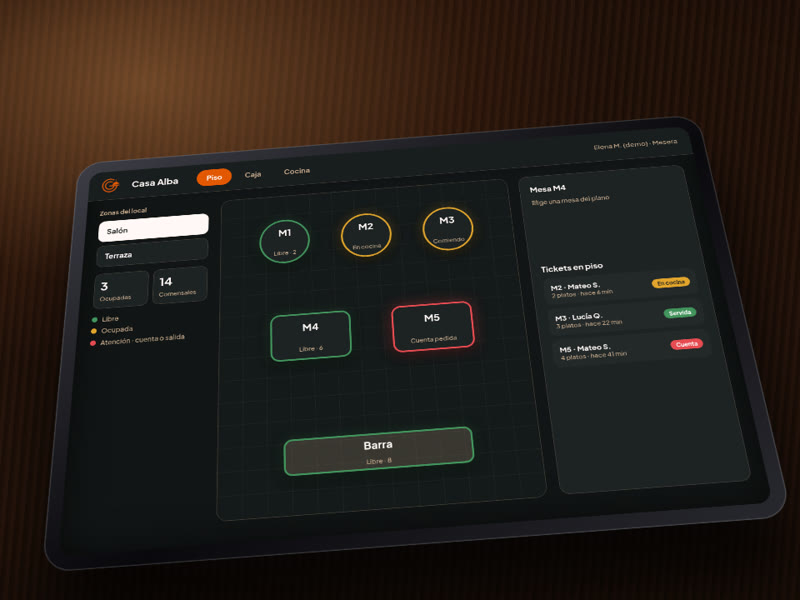 Casa Alba
Piso
Caja
Cocina
Elena M. (demo) · Mesera
Zonas del local
Salón
Terraza
3
Ocupadas
14
Comensales
Libre
Ocupada
Atención · cuenta o salida
M1
Libre · 2
M2
En cocina
M3
Comiendo
M4
Libre · 6
M5
Cuenta pedida
Barra
Libre · 8
Mesa M4
Elige una mesa del plano
Tickets en piso
M2 · Mateo S.
2 platos · hace 6 min
En cocina
M3 · Lucía Q.
3 platos · hace 22 min
Servida
M5 · Mateo S.
4 platos · hace 41 min
Cuenta